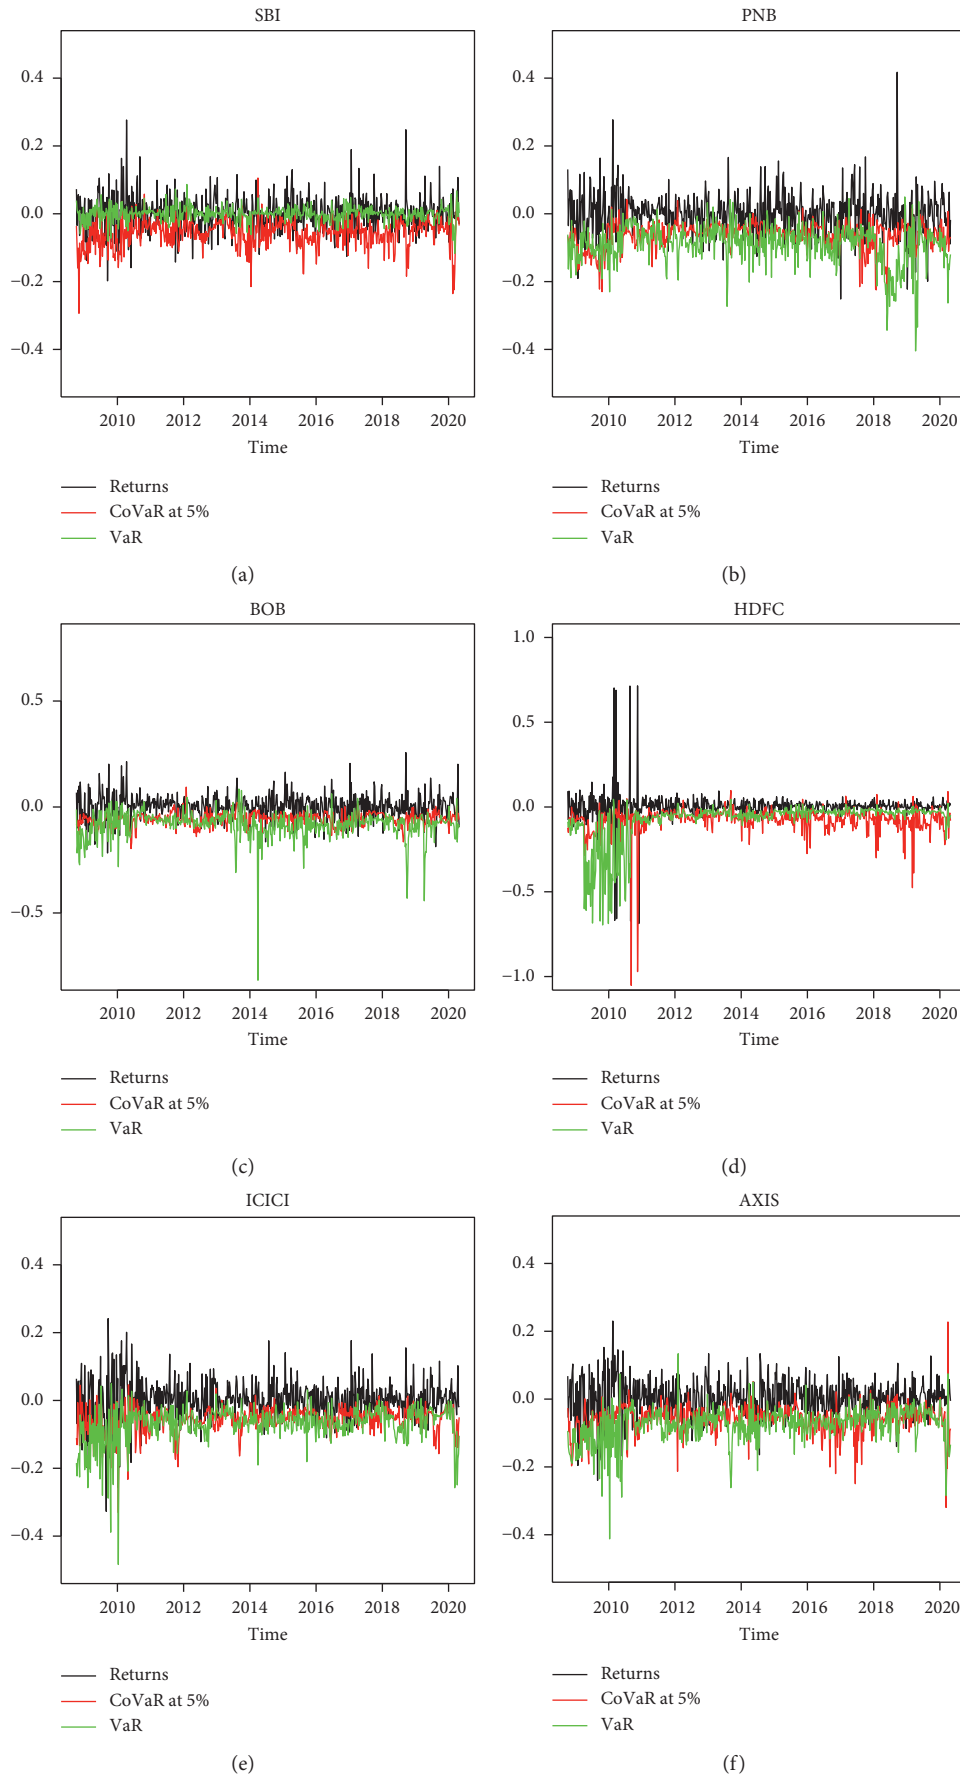 SBI
0.4
0.2
0.0
−0.2
−0.4
2010 2012 2014 2016 2018 2020
Time
Returns
CoVaR at 5%
VaR
(a)
PNB
0.4
0.2
0.0
−0.2
−0.4
2010 2012 2014 2016 2018 2020
Time
Returns
CoVaR at 5%
VaR
(b)
BOB
0.5
0.0
−0.5
2010 2012 2014 2016 2018 2020
Time
Returns
CoVaR at 5%
VaR
(c)
HDFC
1.0
0.5
0.0
−0.5
−1.0
2010 2012 2014 2016 2018 2020
Time
Returns
CoVaR at 5%
VaR
(d)
ICICI
0.4
0.2
0.0
−0.2
−0.4
2010 2012 2014 2016 2018 2020
Time
Returns
CoVaR at 5%
VaR
(e)
AXIS
0.4
0.2
0.0
−0.2
−0.4
2010 2012 2014 2016 2018 2020
Time
Returns
CoVaR at 5%
VaR
(f)